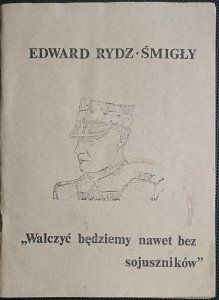 EDWARD RYDZ-ŚMIGŁY
„Walczyć będziemy nawet bez
sojuszników”